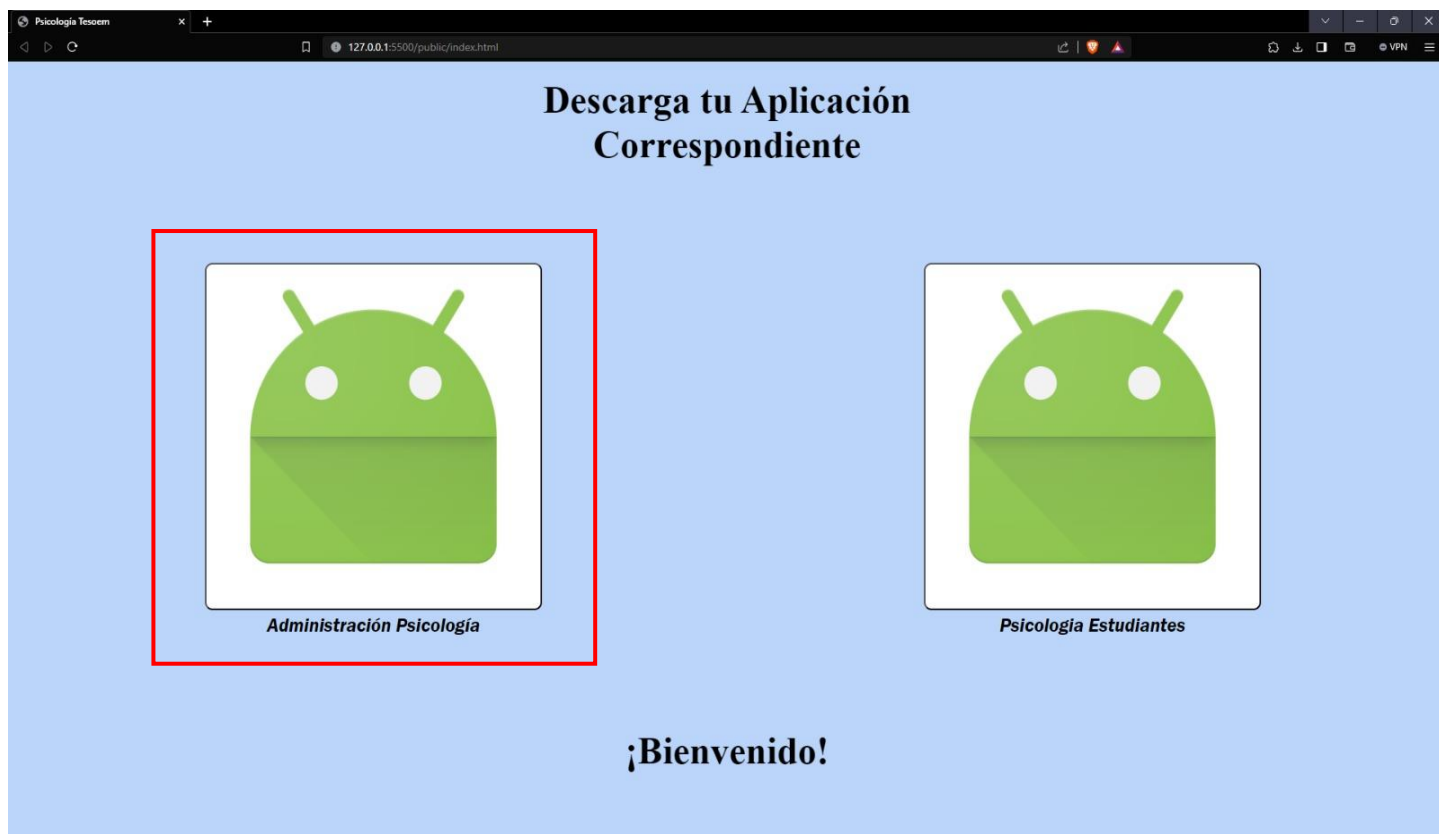 Psicología Tesoem
127.0.0.1:5500/public/index.html
VPN
Descarga tu Aplicación
Correspondiente
Administración Psicología
Psicologia Estudiantes
¡Bienvenido!